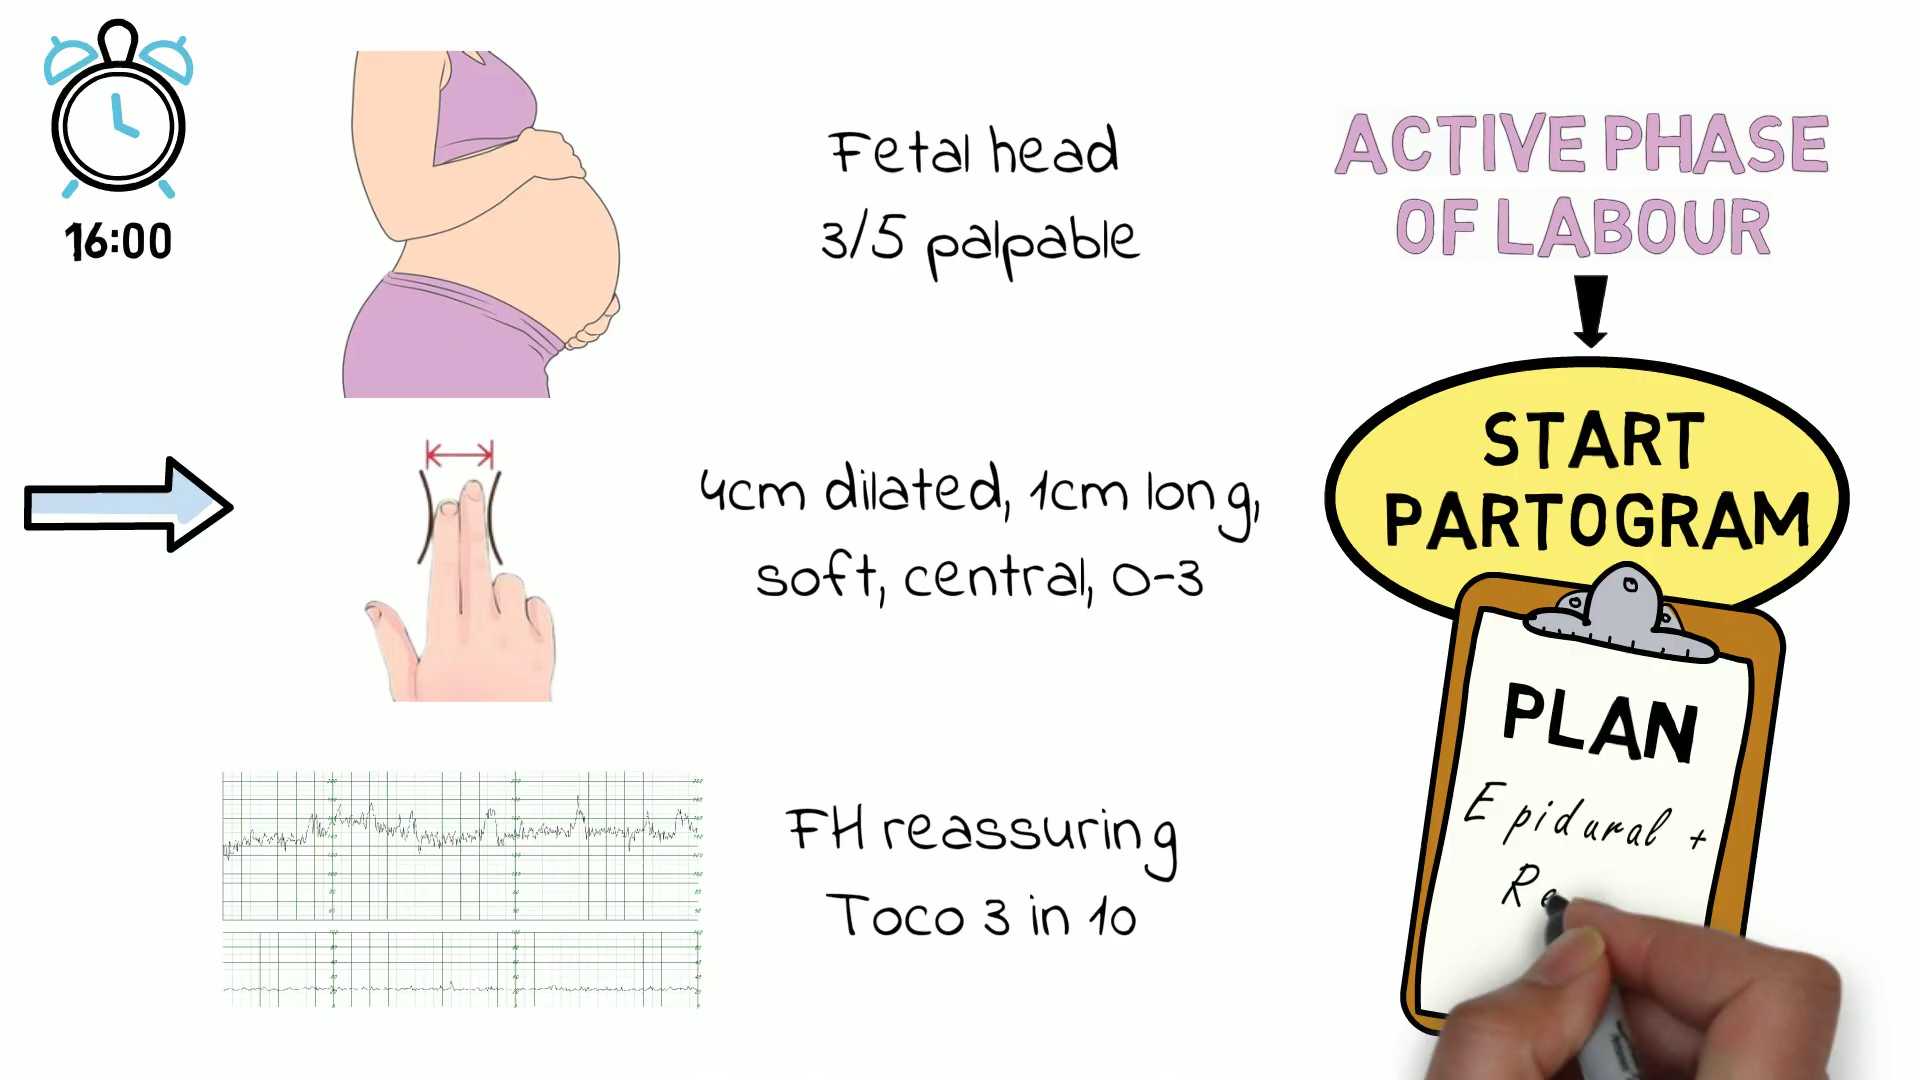 16:00
Fetal head
3/5 palpable
4cm dilated, 1cm long,
soft, central, 0-3
FH reassuring
Toco 3 in 10
ACTIVE PHASE
OF LABOUR
START
PARTOGRAM
PLAN
Epidural +